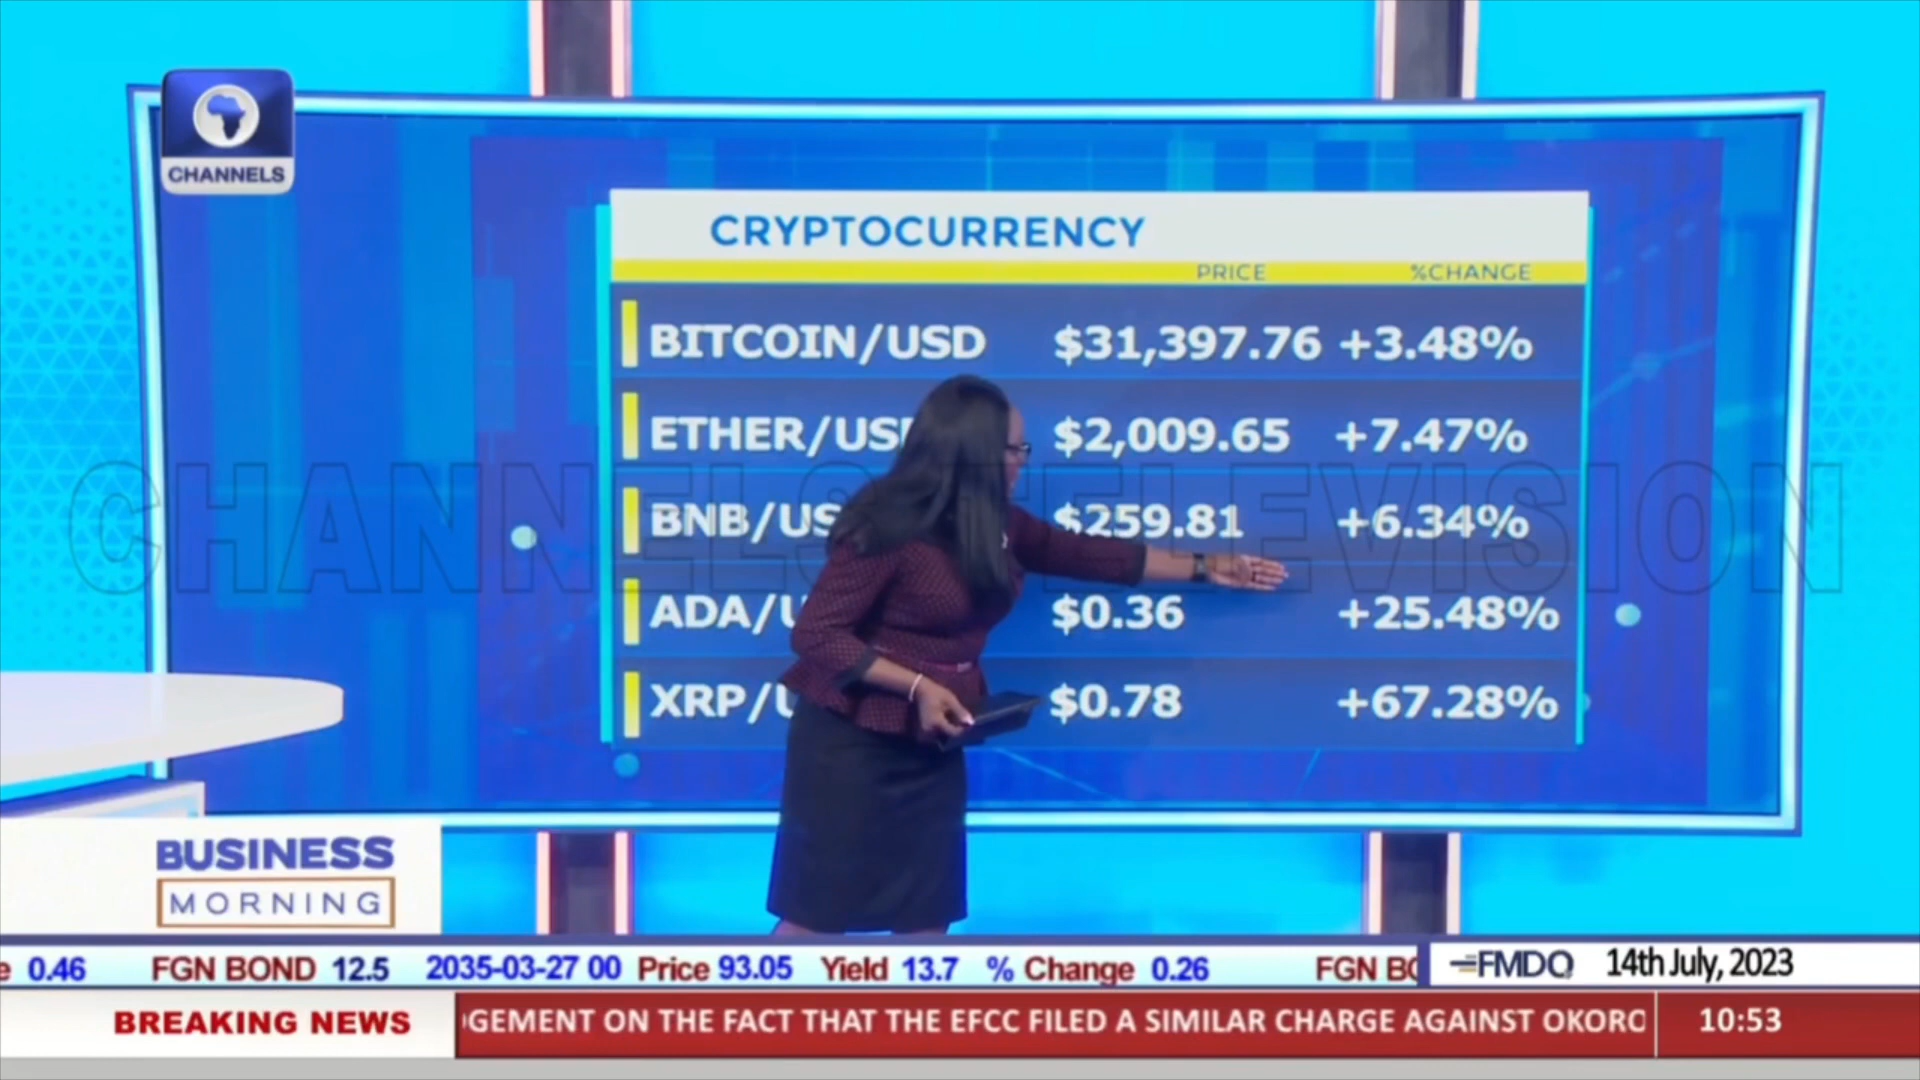 CHANNELS
CRYPTOCURRENCY
PRICE %CHANGE
BITCOIN/USD $31,397.76 +3.48%
ETHER/US $2,009.65 +7.47%
BNB/US $259.81 +6.34%
ADA/U $0.36 +25.48%
XRP/U $0.78 +67.28%
CHANNELS TELEVISION
BUSINESS
MORNING
0.46 FGN BOND 12.5 2035-03-27 00 Price 93.05 Yield 13.7 % Change 0.26 FGN BO FMDQ 14th July, 2023
BREAKING NEWS GEMENT ON THE FACT THAT THE EFCC FILED A SIMILAR CHARGE AGAINST OKORO 10:53